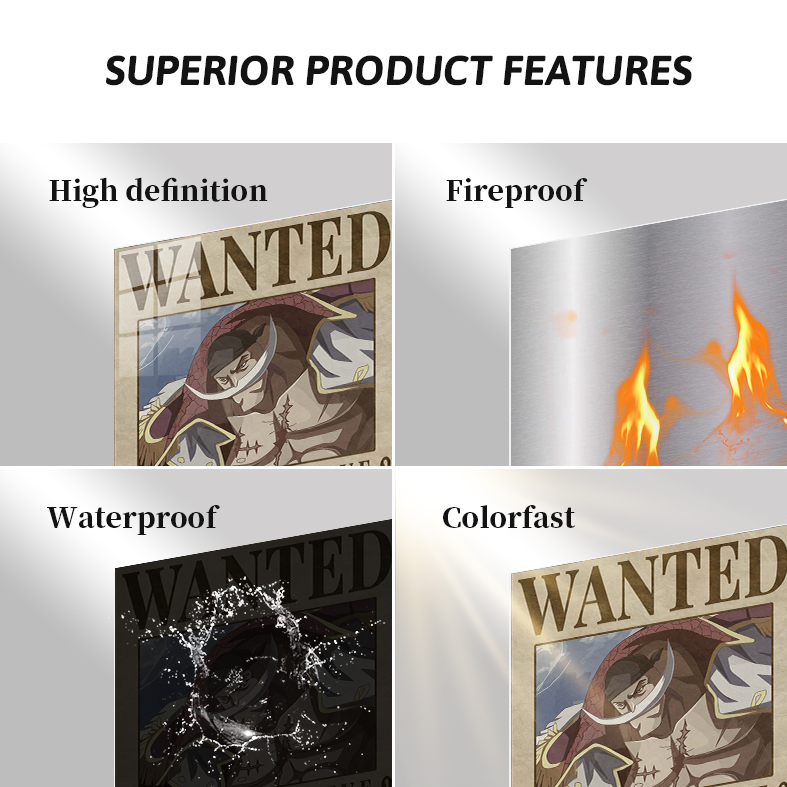 SUPERIOR PRODUCT FEATURES
High definition
Fireproof
WANTED
Waterproof
Colorfast
WANTED
WANTED